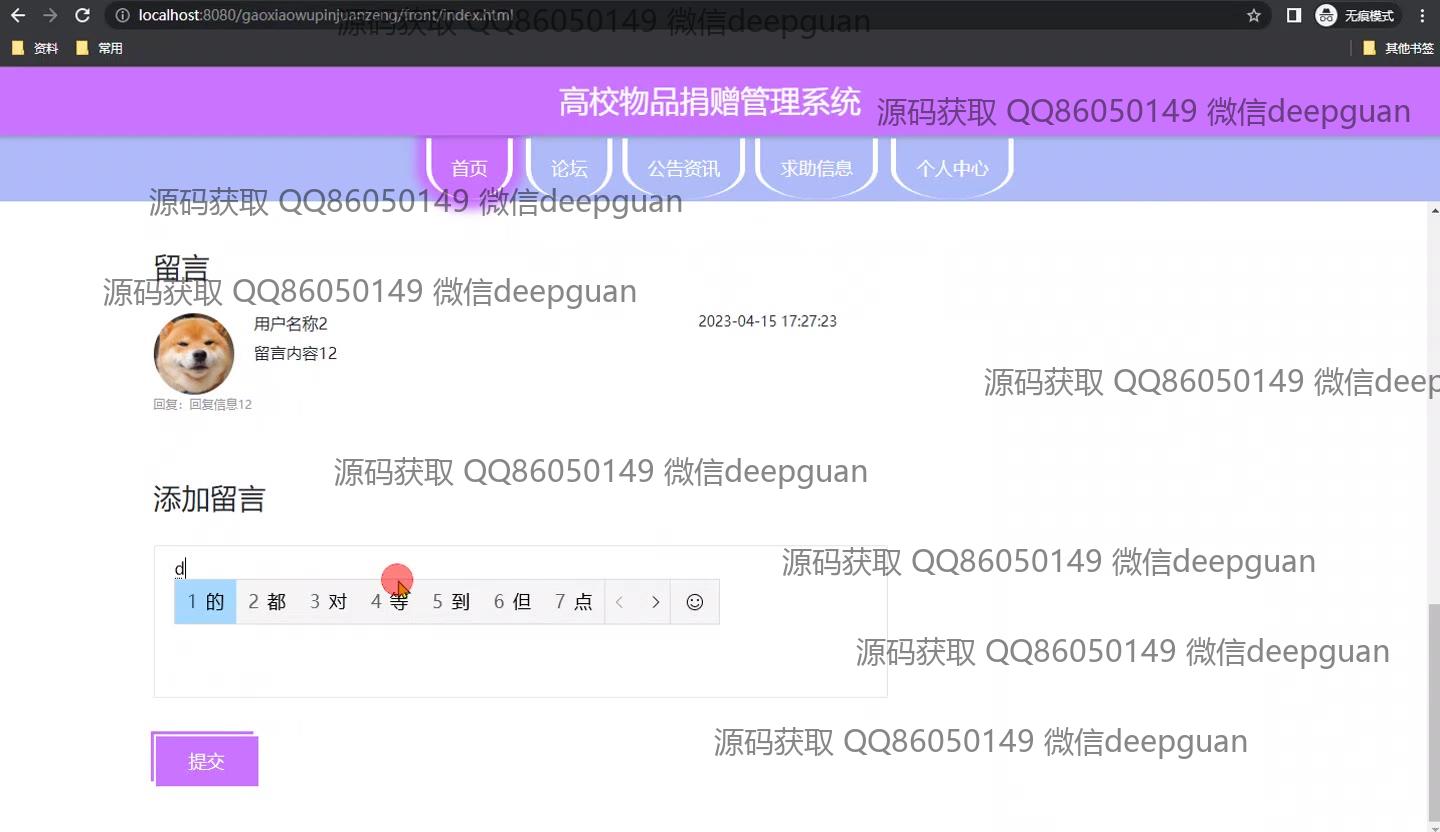 localhost:8080/gaoxiaowupinjuanzeng/front/index.html
源码获取 QQ86050149 微信deepguan
无痕模式
资料
常用
其他书签
高校物品捐赠管理系统
源码获取 QQ86050149 微信deepguan
首页
论坛
公告资讯
求助信息
个人中心
源码获取 QQ86050149 微信deepguan
留言
源码获取 QQ86050149 微信deepguan
用户名称2
2023-04-15 17:27:23
留言内容12
源码获取 QQ86050149 微信deep
回复：回复信息12
源码获取 QQ86050149 微信deepguan
添加留言
源码获取 QQ86050149 微信deepguan
d
1 的 2 都 3 对 4 等 5 到 6 但 7 点
源码获取 QQ86050149 微信deepguan
源码获取 QQ86050149 微信deepguan
提交